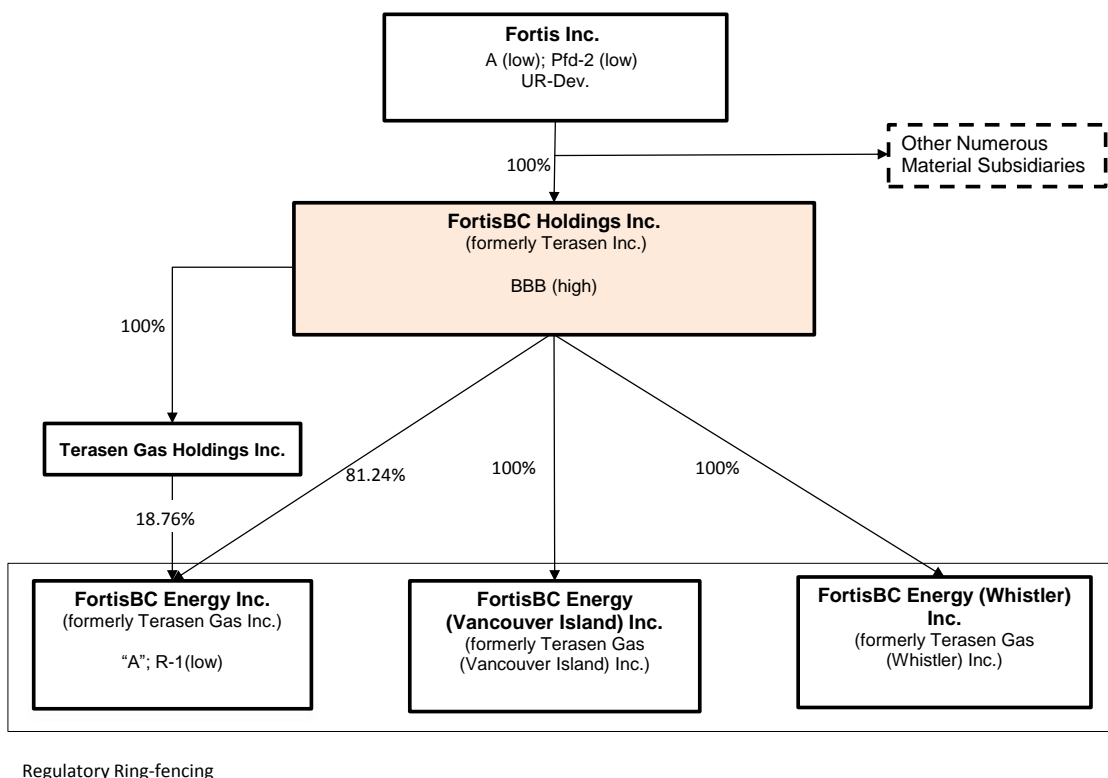 Fortis Inc.
A (low); Pfd-2 (low)
UR-Dev.
Other Numerous
Material Subsidiaries
100%
FortisBC Holdings Inc.
(formerly Terasen Inc.)
BBB (high)
100%
Terasen Gas Holdings Inc.
81.24%
100%
100%
18.76%
FortisBC Energy Inc.
(formerly Terasen Gas Inc.)
“A”; R-1(low)
FortisBC Energy
(Vancouver Island) Inc.
(formerly Terasen Gas
(Vancouver Island) Inc.)
FortisBC Energy (Whistler)
Inc.
(formerly Terasen Gas
(Whistler) Inc.)
Regulatory Ring-fencing